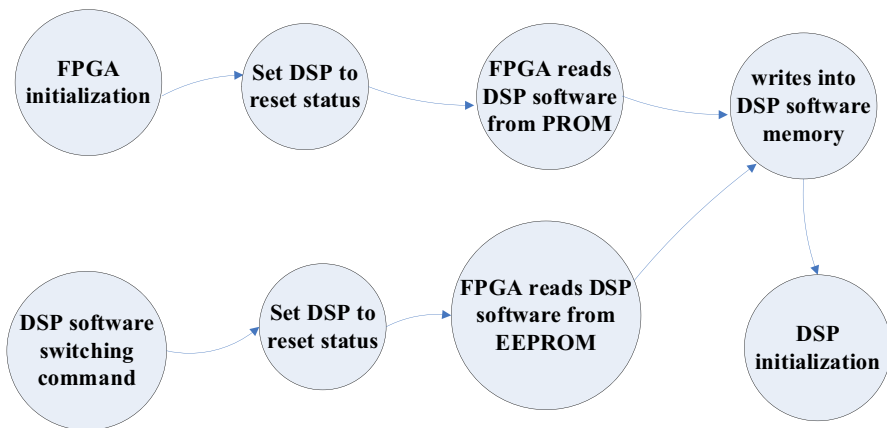 FPGA
initialization
Set DSP to
reset status
FPGA reads
DSP software
from PROM
writes into
DSP software
memory
DSP software
switching
command
Set DSP to
reset status
FPGA reads DSP
software from
EEPROM
DSP
initialization